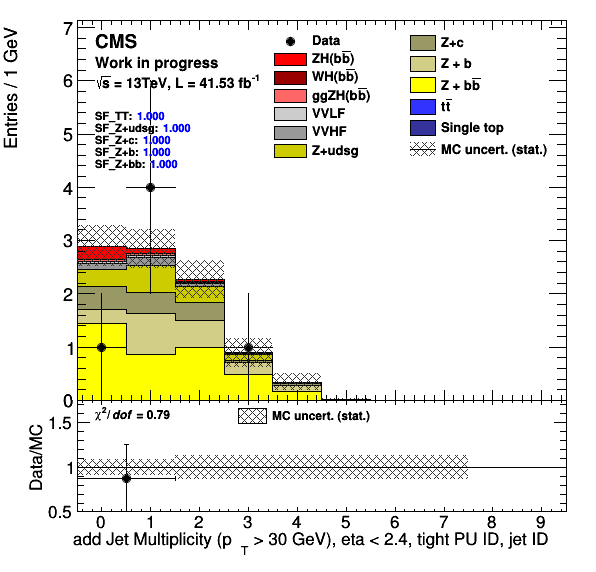 CMS
Work in progress
√s = 13TeV, L = 41.53 fb⁻¹
SF_TT: 1.000
SF_Z+udsg: 1.000
SF_Z+c: 1.000
SF_Z+b: 1.000
SF_Z+bb: 1.000
Data
ZH(bb̅)
WH(bb̅)
ggZH(bb̅)
VVLF
VVHF
Z+udsg
Z+c
Z + b
Z + bb̅
tt̅
Single top
MC uncert. (stat.)
Entries / 1 GeV
7
6
5
4
3
2
1
0
χ²/ dof = 0.79
MC uncert. (stat.)
Data/MC
1.5
1
0.5
0 1 2 3 4 5 6 7 8 9
add Jet Multiplicity (p_T > 30 GeV), eta < 2.4, tight PU ID, jet ID